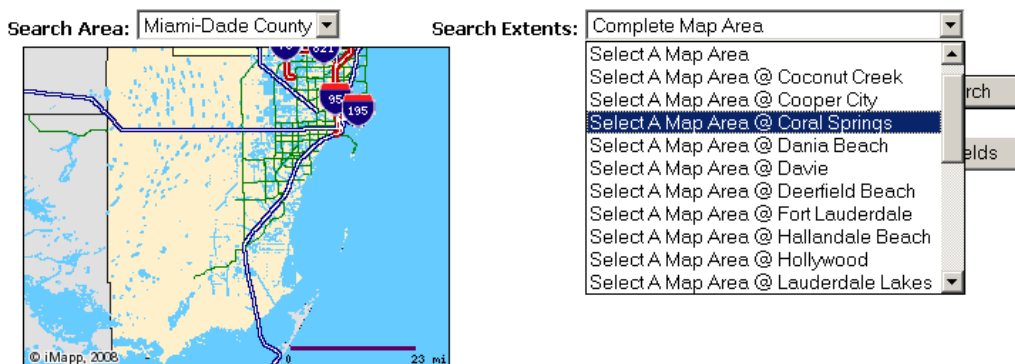 Search Area: Miami-Dade County
Search Extents: Complete Map Area
Select A Map Area
Select A Map Area @ Coconut Creek
Select A Map Area @ Cooper City
Select A Map Area @ Coral Springs
Select A Map Area @ Dania Beach
Select A Map Area @ Davie
Select A Map Area @ Deerfield Beach
Select A Map Area @ Fort Lauderdale
Select A Map Area @ Hallandale Beach
Select A Map Area @ Hollywood
Select A Map Area @ Lauderdale Lakes
rch
elds
821
95
195
© iMapp, 2008
0
23 mi